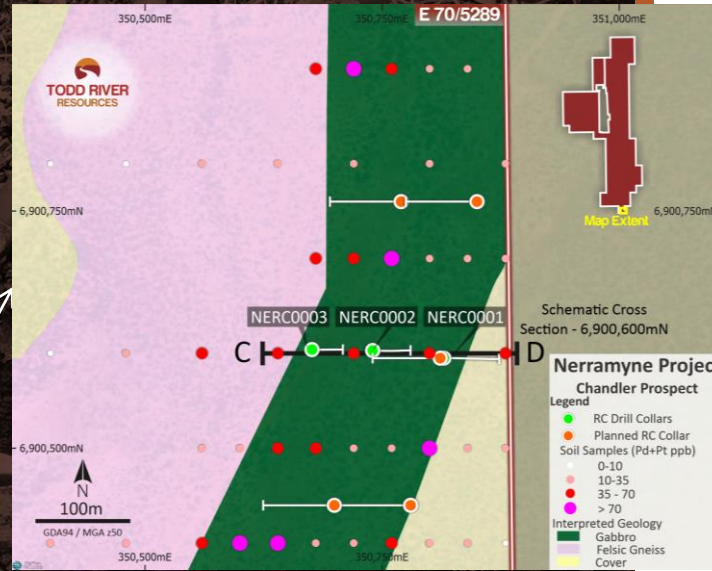 350,500mE
350,750mE
E 70/5289
351,000mE
TODD RIVER
RESOURCES
6,900,750mN
6,900,750mN
Map Extent
NERC0003
NERC0002
NERC0001
Schematic Cross
Section - 6,900,600mN
C
D
Nerramyne Projec
Chandler Prospect
Legend
RC Drill Collars
Planned RC Collar
Soil Samples (Pd+Pt ppb)
0-10
10-35
35 - 70
> 70
Interpreted Geology
Gabbro
Felsic Gneiss
Cover
6,900,500mN
N
100m
GDA94 / MGA z50
350,500mE
350,750mE